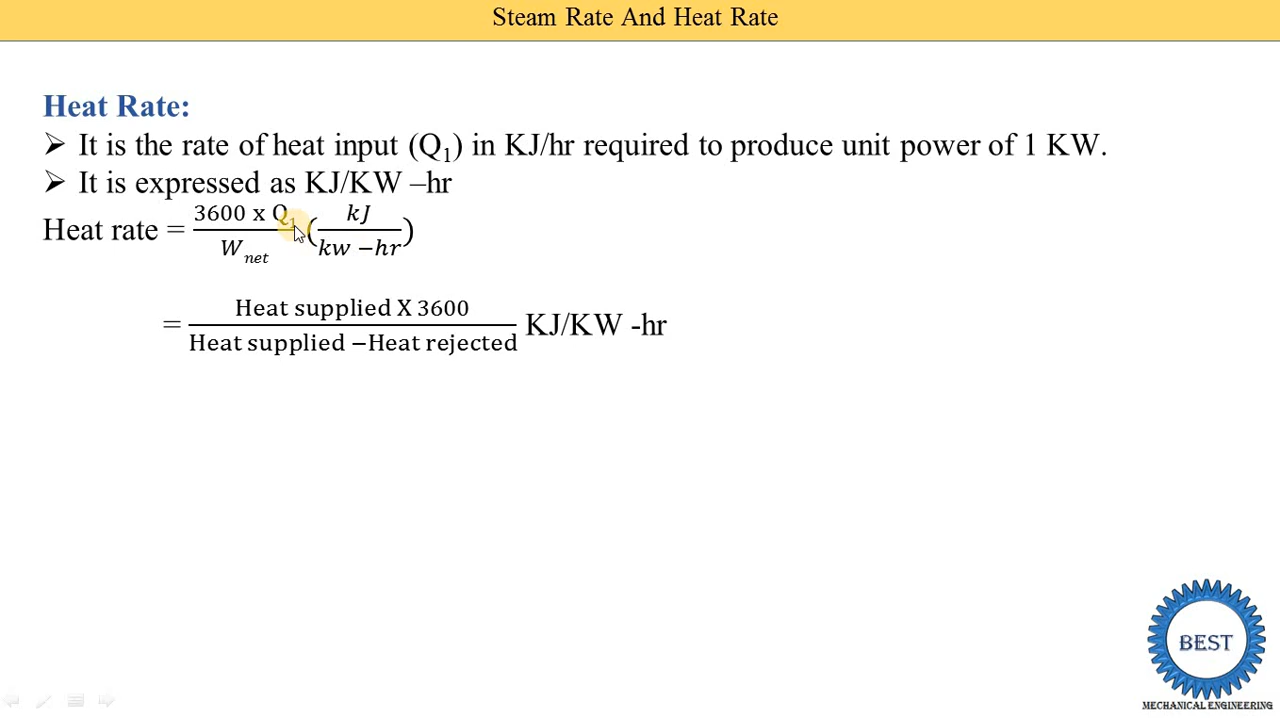 Steam Rate And Heat Rate
Heat Rate:
➢ It is the rate of heat input (Q₁) in KJ/hr required to produce unit power of 1 KW.
➢ It is expressed as KJ/KW –hr
Heat rate = 3600 x Q₁ / W net (kJ / kw −hr)
= Heat supplied X 3600 / Heat supplied −Heat rejected KJ/KW -hr
BEST
MECHANICAL ENGINEERING